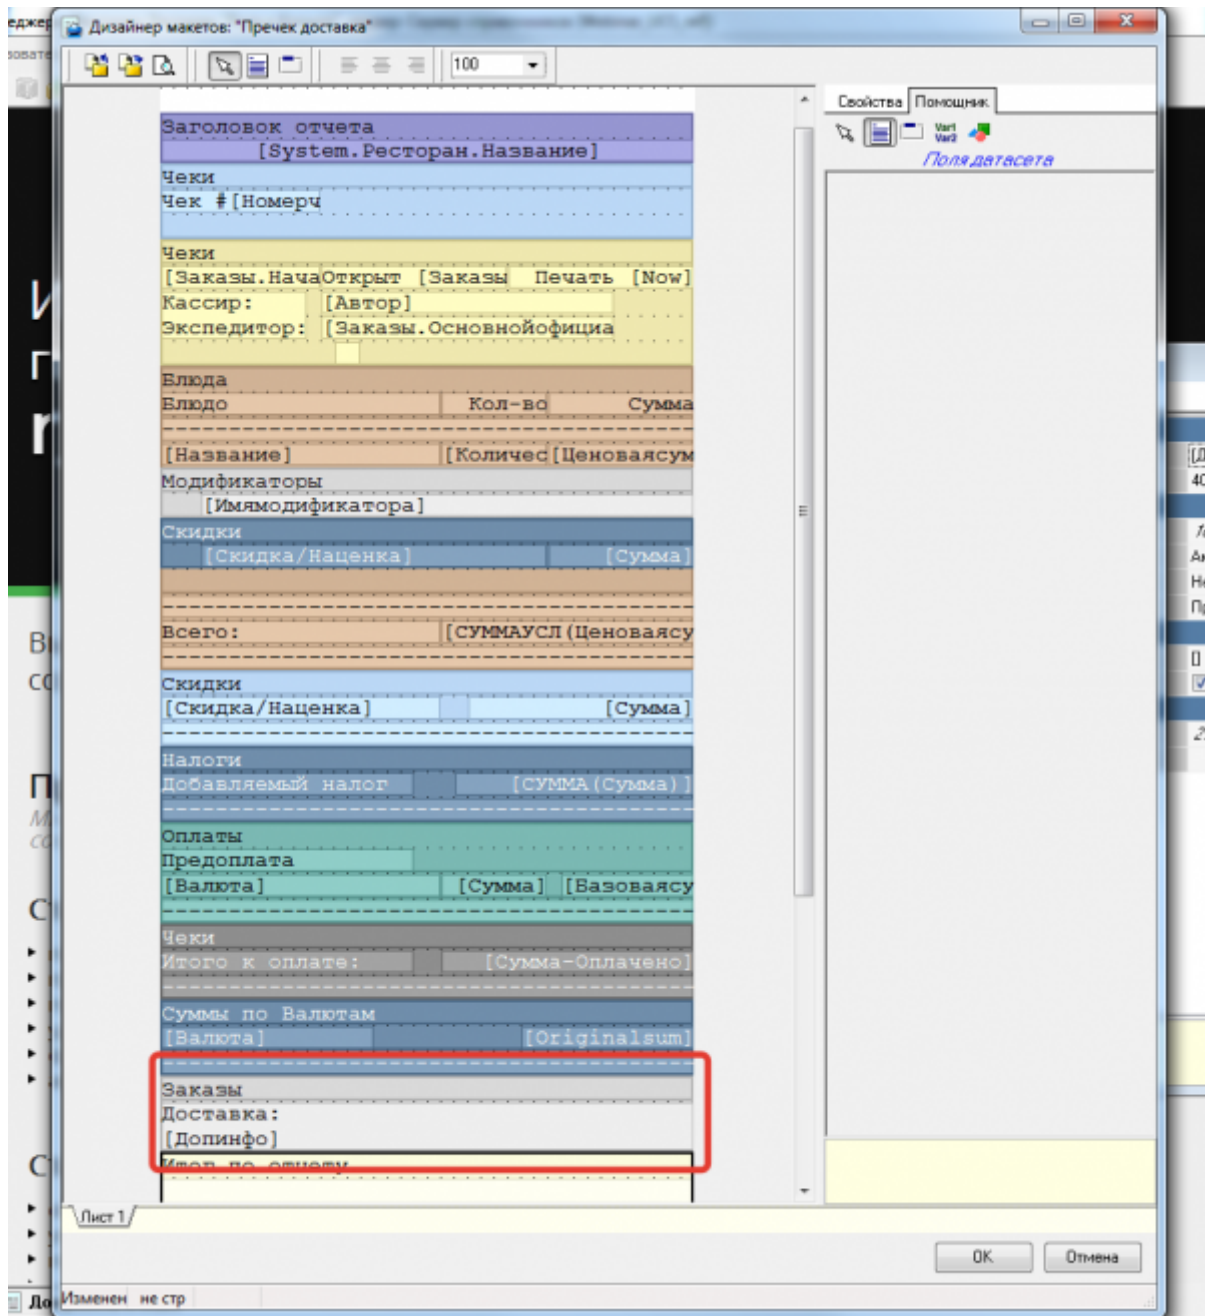 Дизайнер макетов: "Пречек доставка"
100
Свойства Помощник
Var1
Var2
Поля датасета
Заголовок отчета
[System.Ресторан.Название]
Чеки
Чек #[Номерч
Чеки
[Заказы.Нача Открыт [Заказы Печать [Now]
Кассир: [Автор]
Экспедитор: [Заказы.Основнойофициа
Блюда
Блюдо Кол-во Сумма
[Название] [Количес [Ценоваясум
Модификаторы
[Имямодификатора]
Скидки
[Скидка/Наценка] [Сумма]
Всего: [СУММАУСЛ(Ценоваясу
Скидки
[Скидка/Наценка] [Сумма]
Налоги
Добавляемый налог [СУММА(Сумма)]
Оплаты
Предоплата
[Валюта] [Сумма] [Базоваясу
Чеки
Итого к оплате: [Сумма-Оплачено]
Суммы по Валютам
[Валюта] [Originalsum]
Заказы
Доставка:
[Допинфо]
Итог по отчету
Лист 1
OK Отмена
Изменен не стр